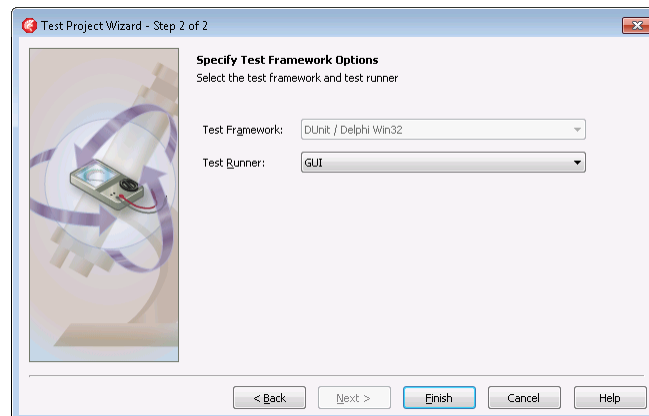 Test Project Wizard - Step 2 of 2
Specify Test Framework Options
Select the test framework and test runner
Test Framework: DUnit / Delphi Win32
Test Runner: GUI
< Back Next > Finish Cancel Help